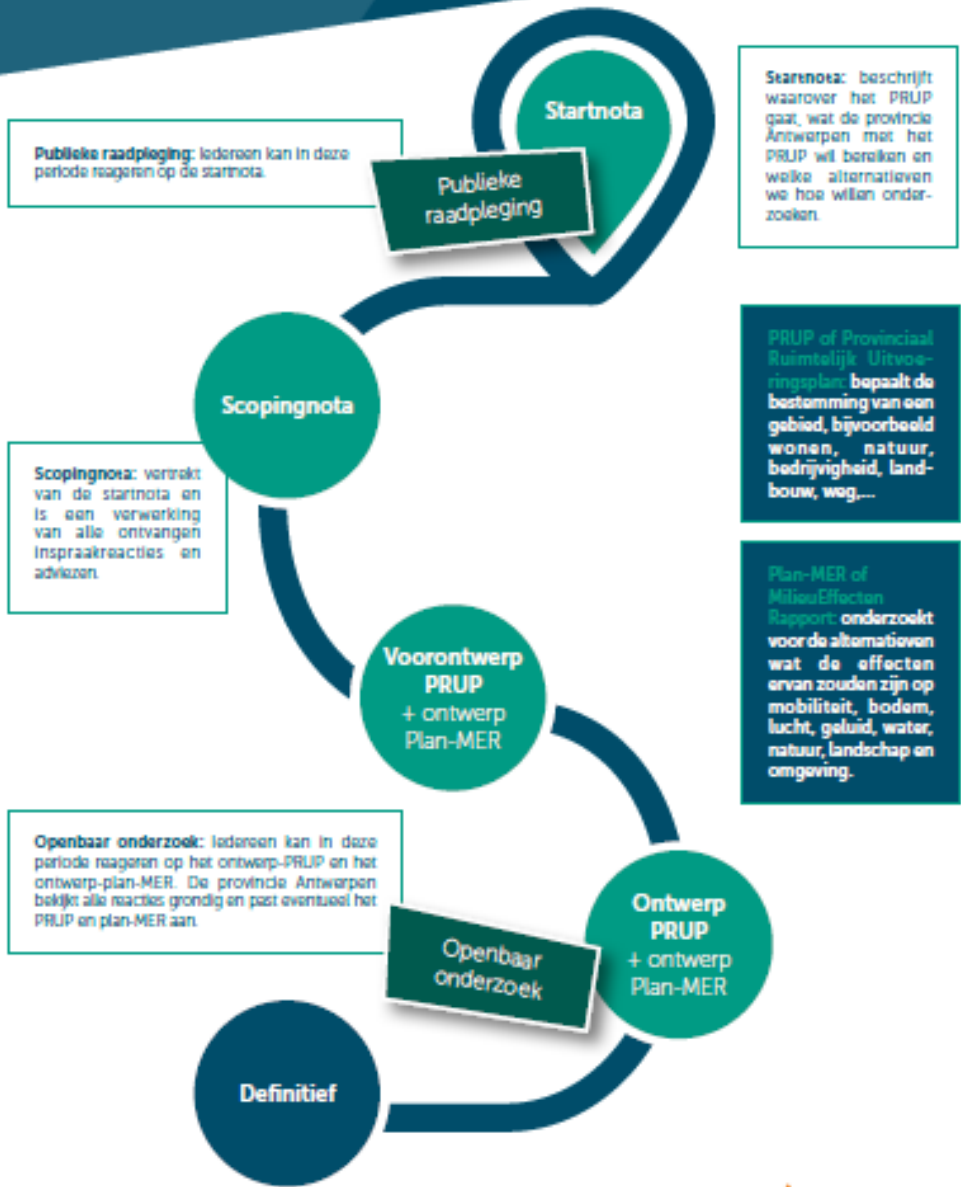 Startnota
Publieke
raadpleging
Startnota: beschrijft
waarover het PRUP
gaat, wat de provincie
Antwerpen met het
PRUP wil bereiken en
welke alternatieven
we hoe willen onder-
zoeken.
Publieke raadpleging: Iedereen kan in deze
periode reageren op de startnota.
PRUP of Provinciaal
Ruimtelijk Uitvoe-
ringsplan: bepaalt de
bestemming van een
gebied, bijvoorbeeld
wonen, natuur,
bedrijvigheid, land-
bouw, weg,...
Scopingnota
Scopingnota: vertrekt
van de startnota en
is een verwerking
van alle ontvangen
inspraakreacties en
adviezen.
Plan-MER of
MilieuEffecten
Rapport: onderzoekt
voor de alternatieven
wat de effecten
ervan zouden zijn op
mobiliteit, bodem,
lucht, geluid, water,
natuur, landschap en
omgeving.
Voorontwerp
PRUP
+ ontwerp
Plan-MER
Openbaar onderzoek: Iedereen kan in deze
periode reageren op het ontwerp-PRUP en het
ontwerp-plan-MER. De provincie Antwerpen
bekijkt alle reacties grondig en past eventueel het
PRUP en plan-MER aan.
Ontwerp
PRUP
+ ontwerp
Plan-MER
Openbaar
onderzoek
Definitief